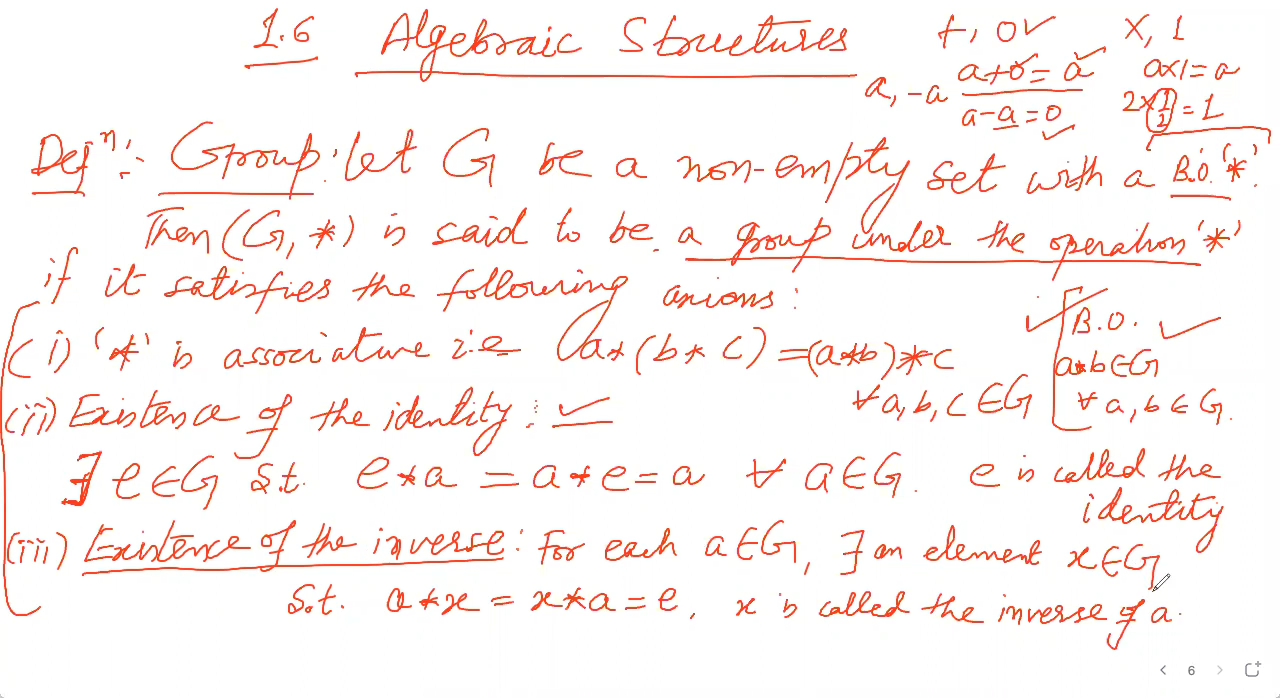 1.6 Algebraic Structures
+, 0 ✓ ×, 1
a, -a a+0 = a ✓ a×1 = a
a-a = 0 ✓ 2×1/2 = 1
Defⁿ:- Group: let G be a non-empty set with a B.O. '*'.
Then (G, *) is said to be a group under the operation '*'
if it satisfies the following axioms:
(i) '*' is associative i.e (a*(b*c) = (a*b)*c
∀ a, b, c ∈ G
✓ B.O. ✓
a*b ∈ G
∀ a, b ∈ G.
(ii) Existence of the identity: ✓
∃ e ∈ G s.t. e*a = a*e = a ∀ a ∈ G. e is called the
identity
(iii) Existence of the inverse: For each a ∈ G, ∃ an element x ∈ G
s.t. a*x = x*a = e, x is called the inverse of a.
6